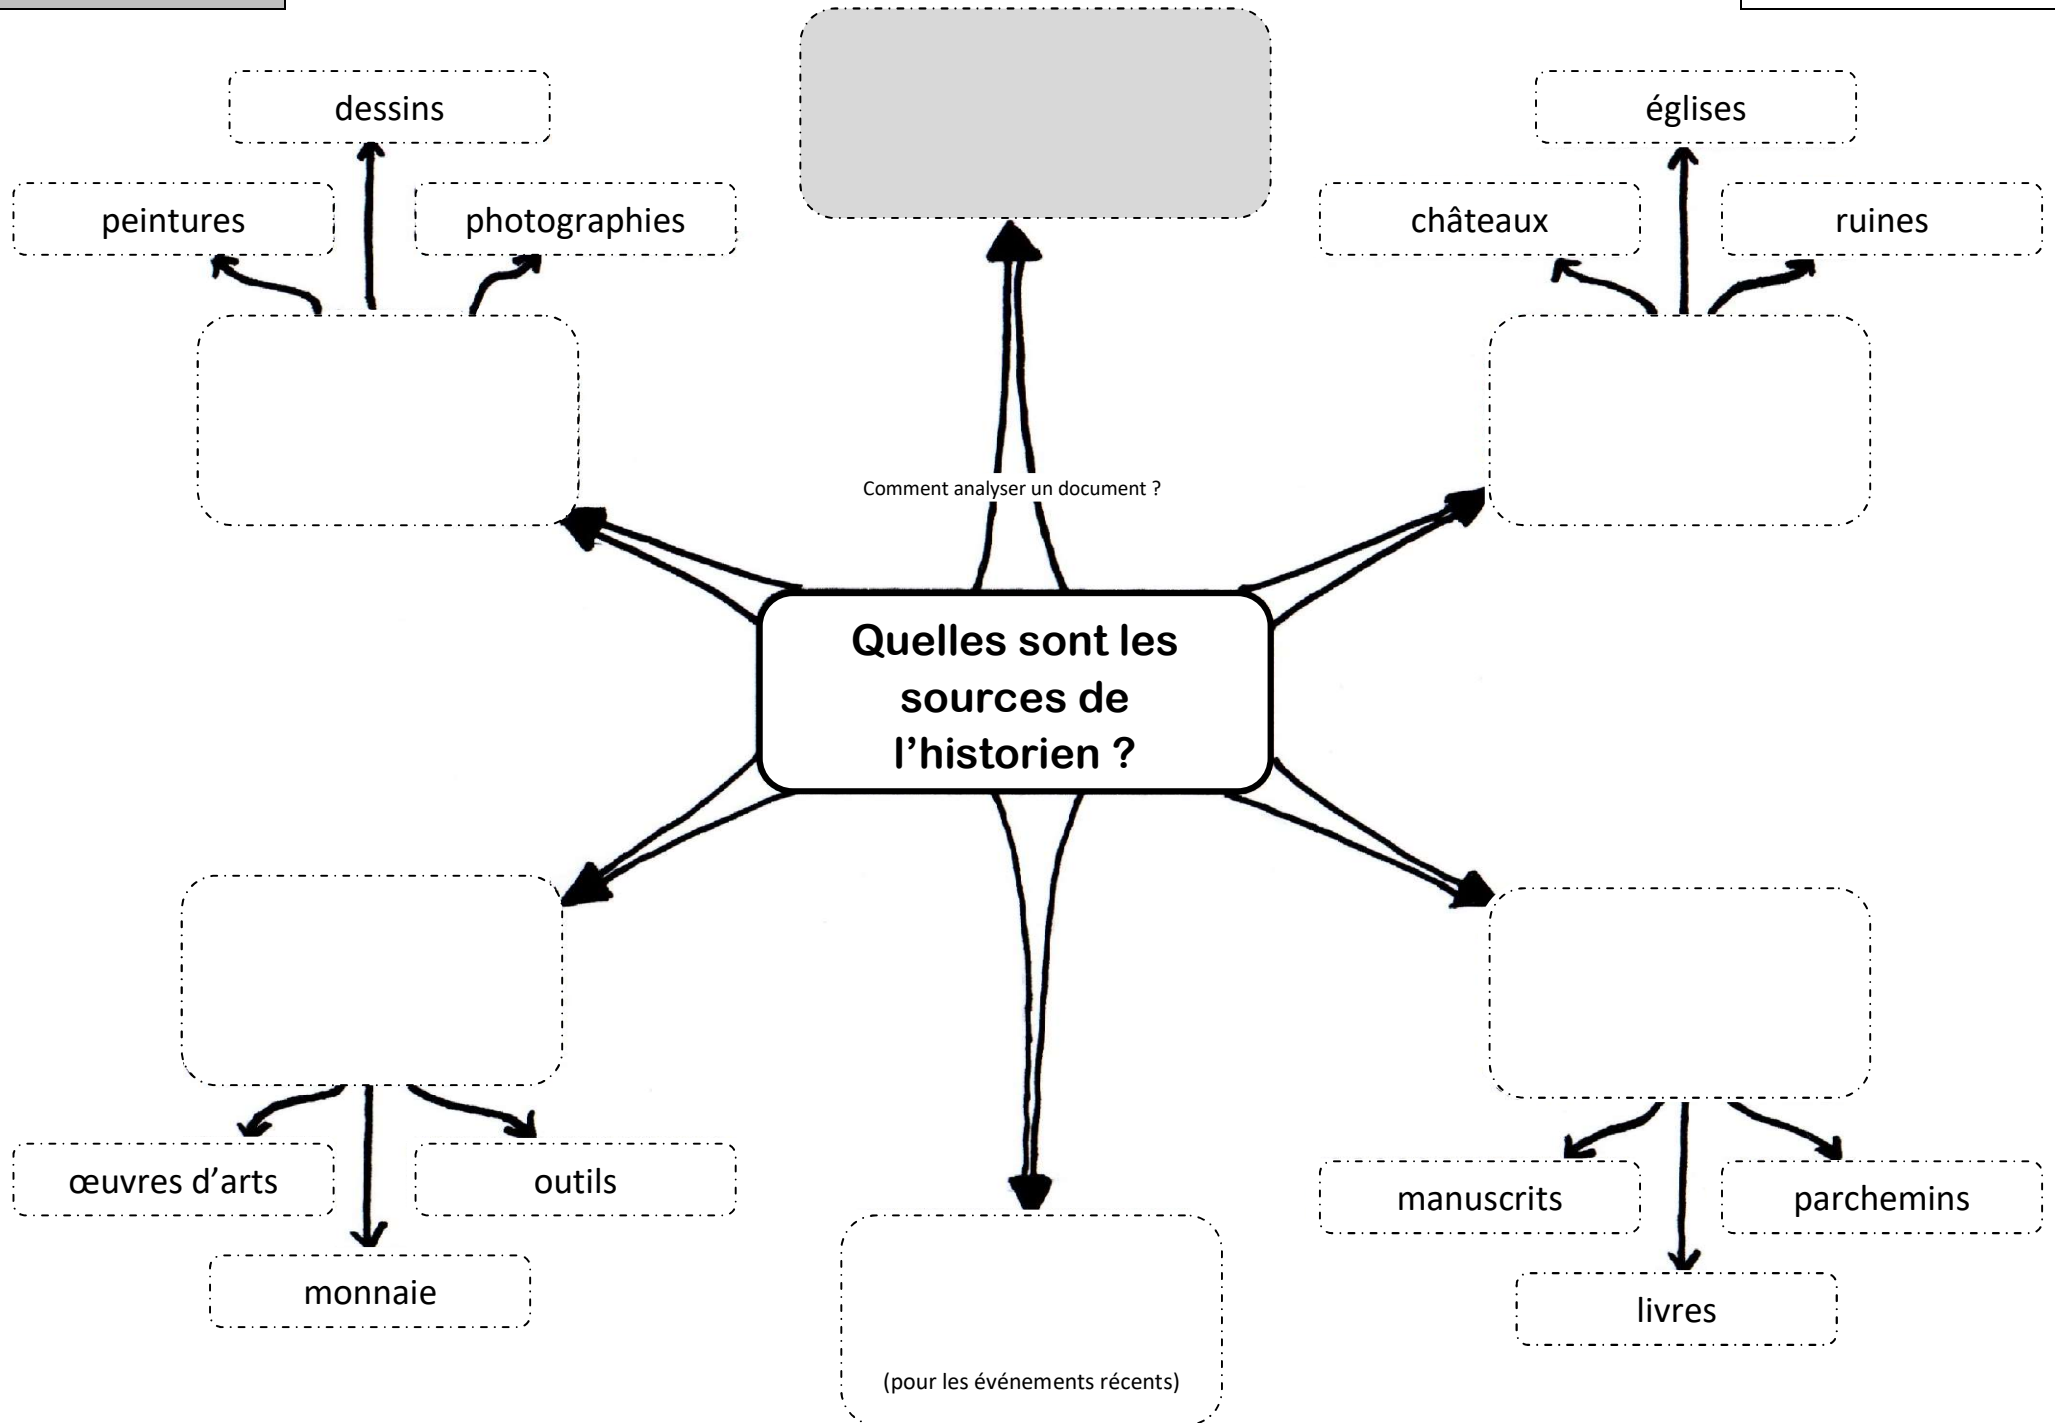 dessins
peintures
photographies
églises
châteaux
ruines
Comment analyser un document ?
Quelles sont les
sources de
l’historien ?
œuvres d’arts
outils
monnaie
manuscrits
parchemins
livres
(pour les événements récents)